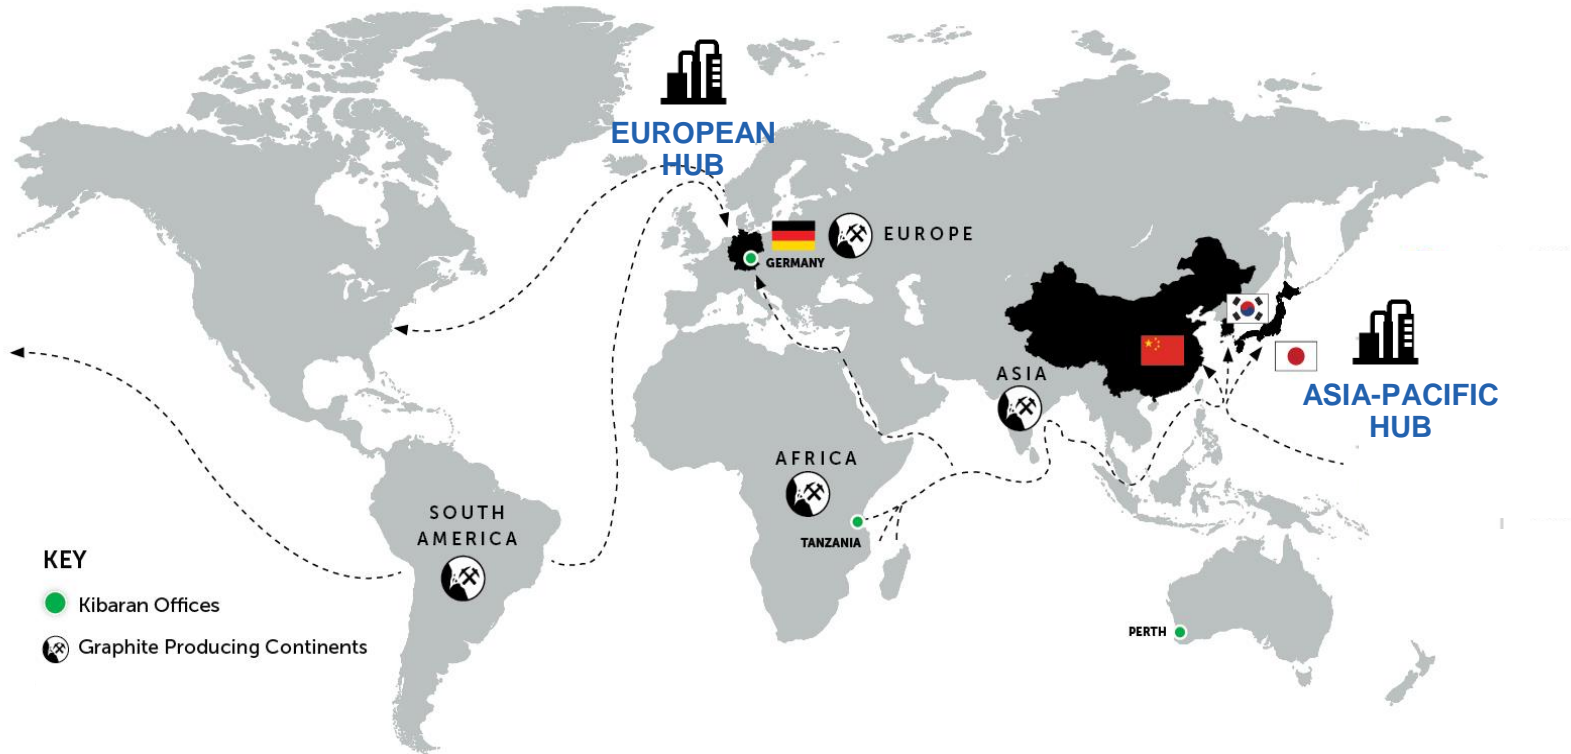 EUROPEAN
HUB
EUROPE
GERMANY
ASIA
ASIA-PACIFIC
HUB
AFRICA
TANZANIA
SOUTH
AMERICA
PERTH
KEY
Kibaran Offices
Graphite Producing Continents